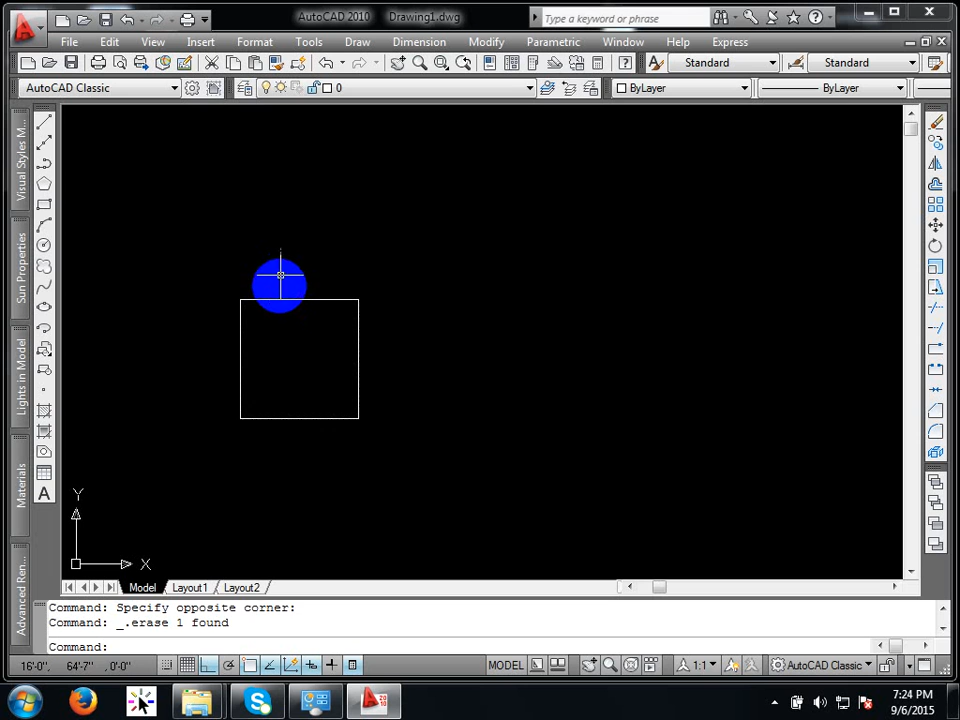 AutoCAD 2010 Drawing1.dwg
Type a keyword or phrase
File Edit View Insert Format Tools Draw Dimension Modify Parametric Window Help Express
Standard Standard
AutoCAD Classic 0 ByLayer ByLayer
Visual Styles M...
Sun Properties
Lights in Model
Materials
Advanced Ren...
A
Y
X
Model Layout1 Layout2
Command: Specify opposite corner:
Command: _.erase 1 found
Command:
16'-0", 64'-7" , 0'-0" MODEL 1:1 AutoCAD Classic
7:24 PM
9/6/2015